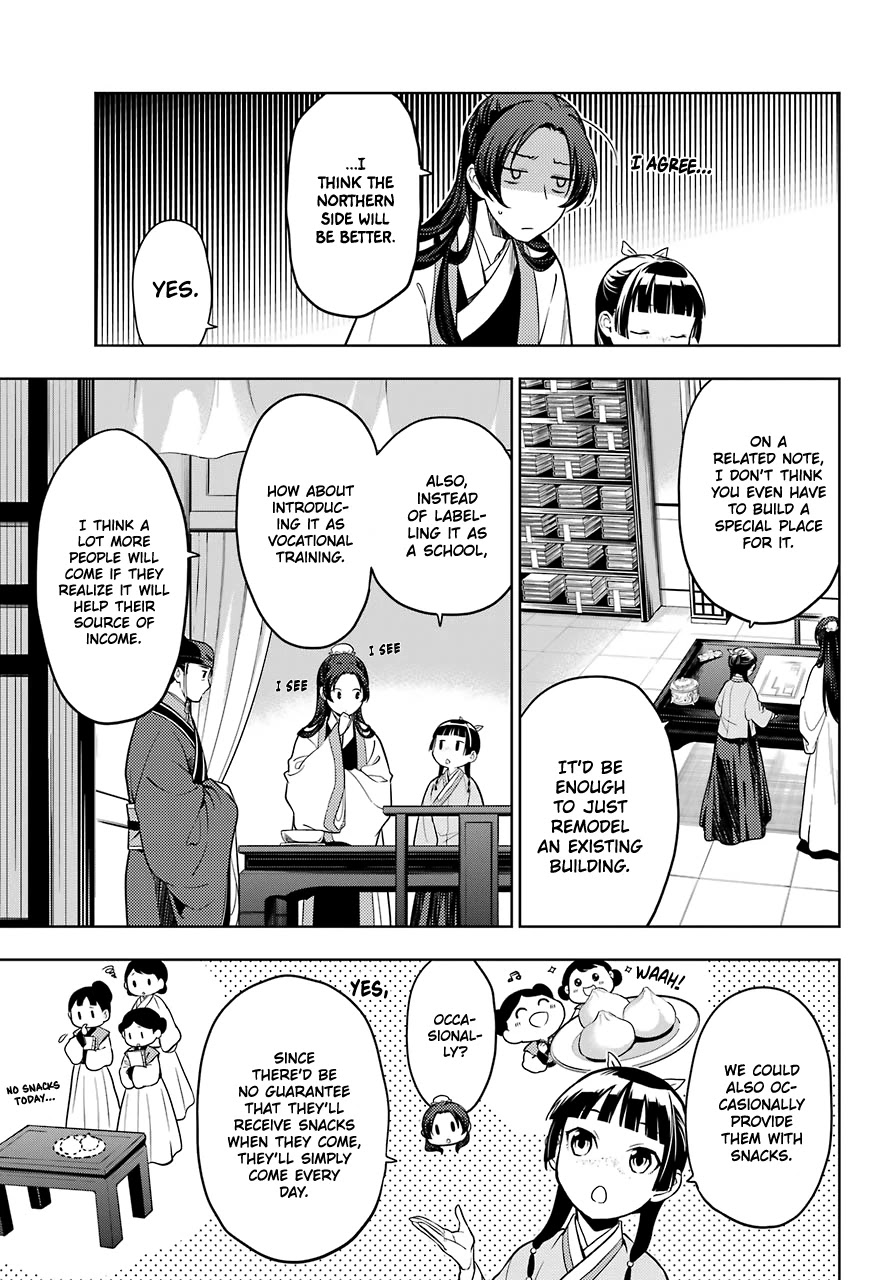 I AGREE...
...I
THINK THE
NORTHERN
SIDE WILL
BE BETTER.
YES.
ON A
RELATED NOTE,
I DON'T THINK
YOU EVEN HAVE
TO BUILD A
SPECIAL PLACE
FOR IT.
IT'D BE
ENOUGH
TO JUST
REMODEL
AN EXISTING
BUILDING.
ALSO,
INSTEAD
OF LABEL-
LING IT AS
A SCHOOL,
HOW ABOUT
INTRODUC-
ING IT AS
VOCATIONAL
TRAINING.
I SEE
I SEE
I THINK A
LOT MORE
PEOPLE WILL
COME IF THEY
REALIZE IT WILL
HELP THEIR
SOURCE OF
INCOME.
WE COULD
ALSO OC-
CASIONALLY
PROVIDE
THEM WITH
SNACKS.
WAAH!
OCCA-
SIONAL-
LY?
YES,
SINCE
THERE'D BE
NO GUARANTEE
THAT THEY'LL
RECEIVE SNACKS
WHEN THEY COME,
THEY'LL SIMPLY
COME EVERY
DAY.
NO SNACKS
TODAY...